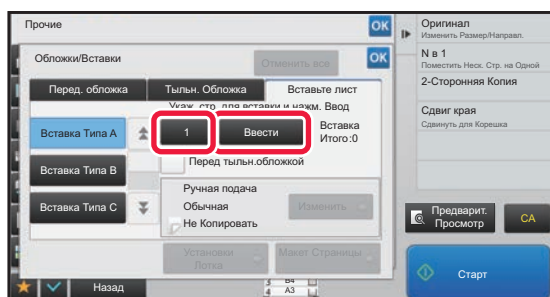 Прочие
OK
Обложки/Вставки
Отменить все
OK
Перед. обложка
Тыльн. Обложка
Вставьте лист
Укаж. стр. для вставки и нажм. Ввод
Вставка Типа A
1
Ввести
Вставка
Итого:0
Вставка Типа B
Перед тыльн.обложкой
Ручная подача
Вставка Типа C
Обычная
Изменить
Не Копировать
Установки
Лотка
Макет Страницы
Назад
3 B4
4 A3
Оригинал
Изменить Размер/Направл.
N в 1
Поместить Неск. Стр. на Одной
2-Сторонняя Копия
Сдвиг края
Сдвинуть для Корешка
Предварит.
Просмотр
CA
Старт